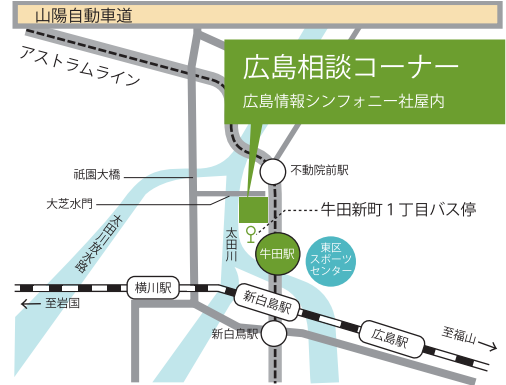 山陽自動車道
アストラムライン
広島相談コーナー
広島情報シンフォニー社屋内
不動院前駅
祇園大橋
大芝水門
牛田新町1丁目バス停
大田川放水路
太田川
牛田駅
東区
スポーツ
センター
横川駅
至岩国
新白島駅
新白島駅
広島駅
至福山